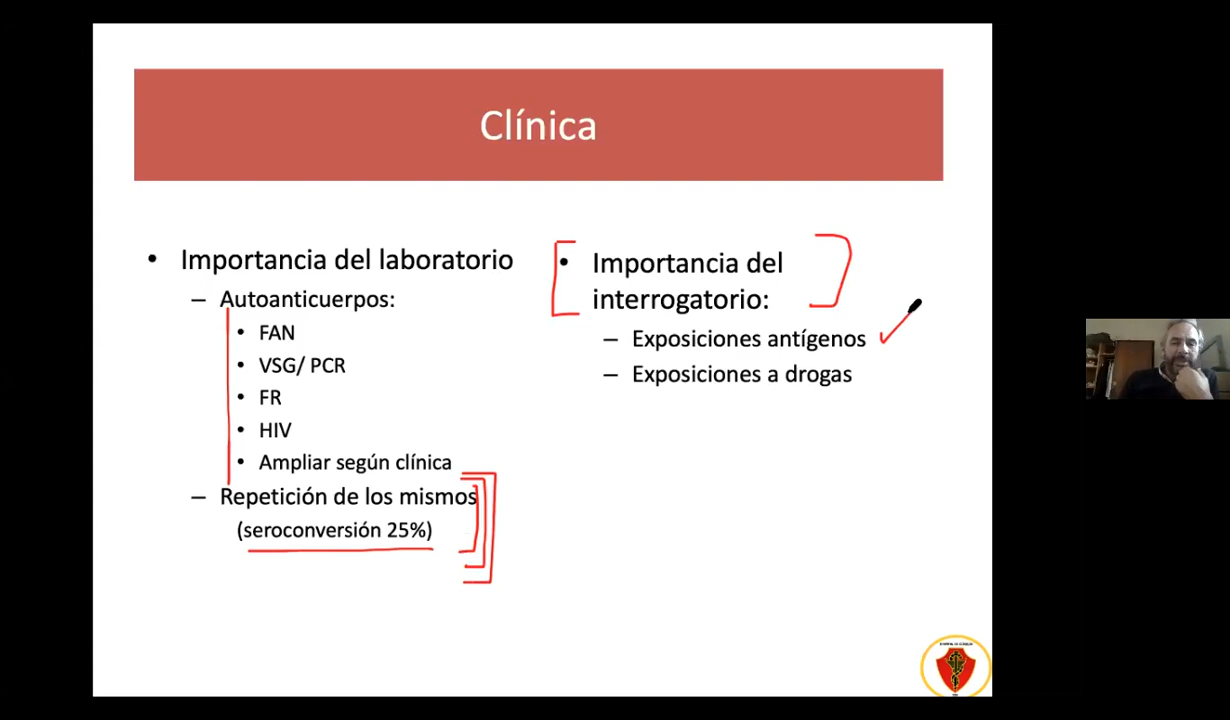 Clínica
• Importancia del laboratorio
– Autoanticuerpos:
• FAN
• VSG/ PCR
• FR
• HIV
• Ampliar según clínica
– Repetición de los mismos
(seroconversión 25%)
• Importancia del
interrogatorio:
– Exposiciones antígenos
– Exposiciones a drogas